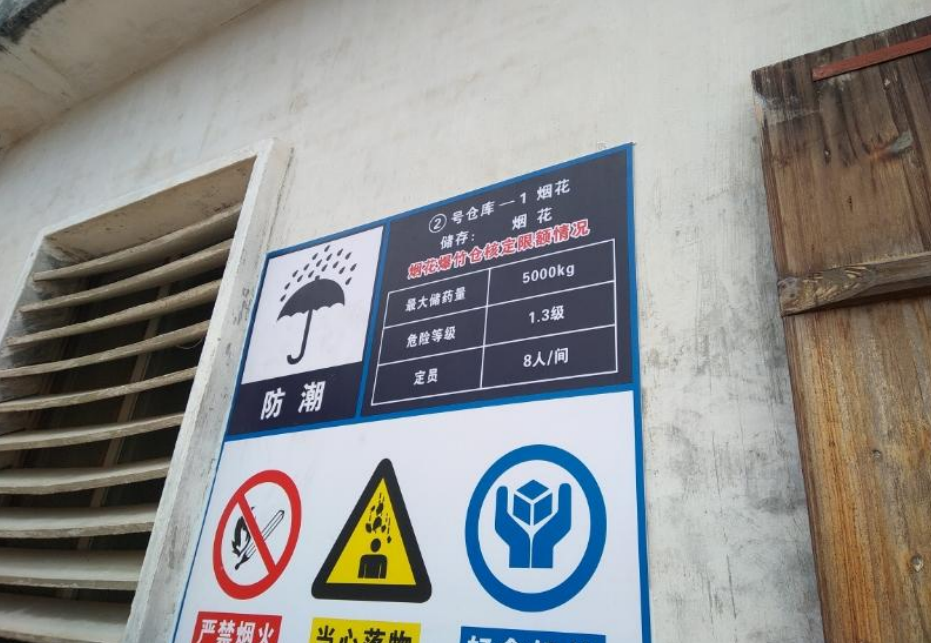 ②号仓库—1 烟花
储存： 烟花
烟花爆竹仓核定限额情况
最大储药量 5000kg
危险等级 1.3级
定员 8人/间
防潮
严禁烟火
当心落物